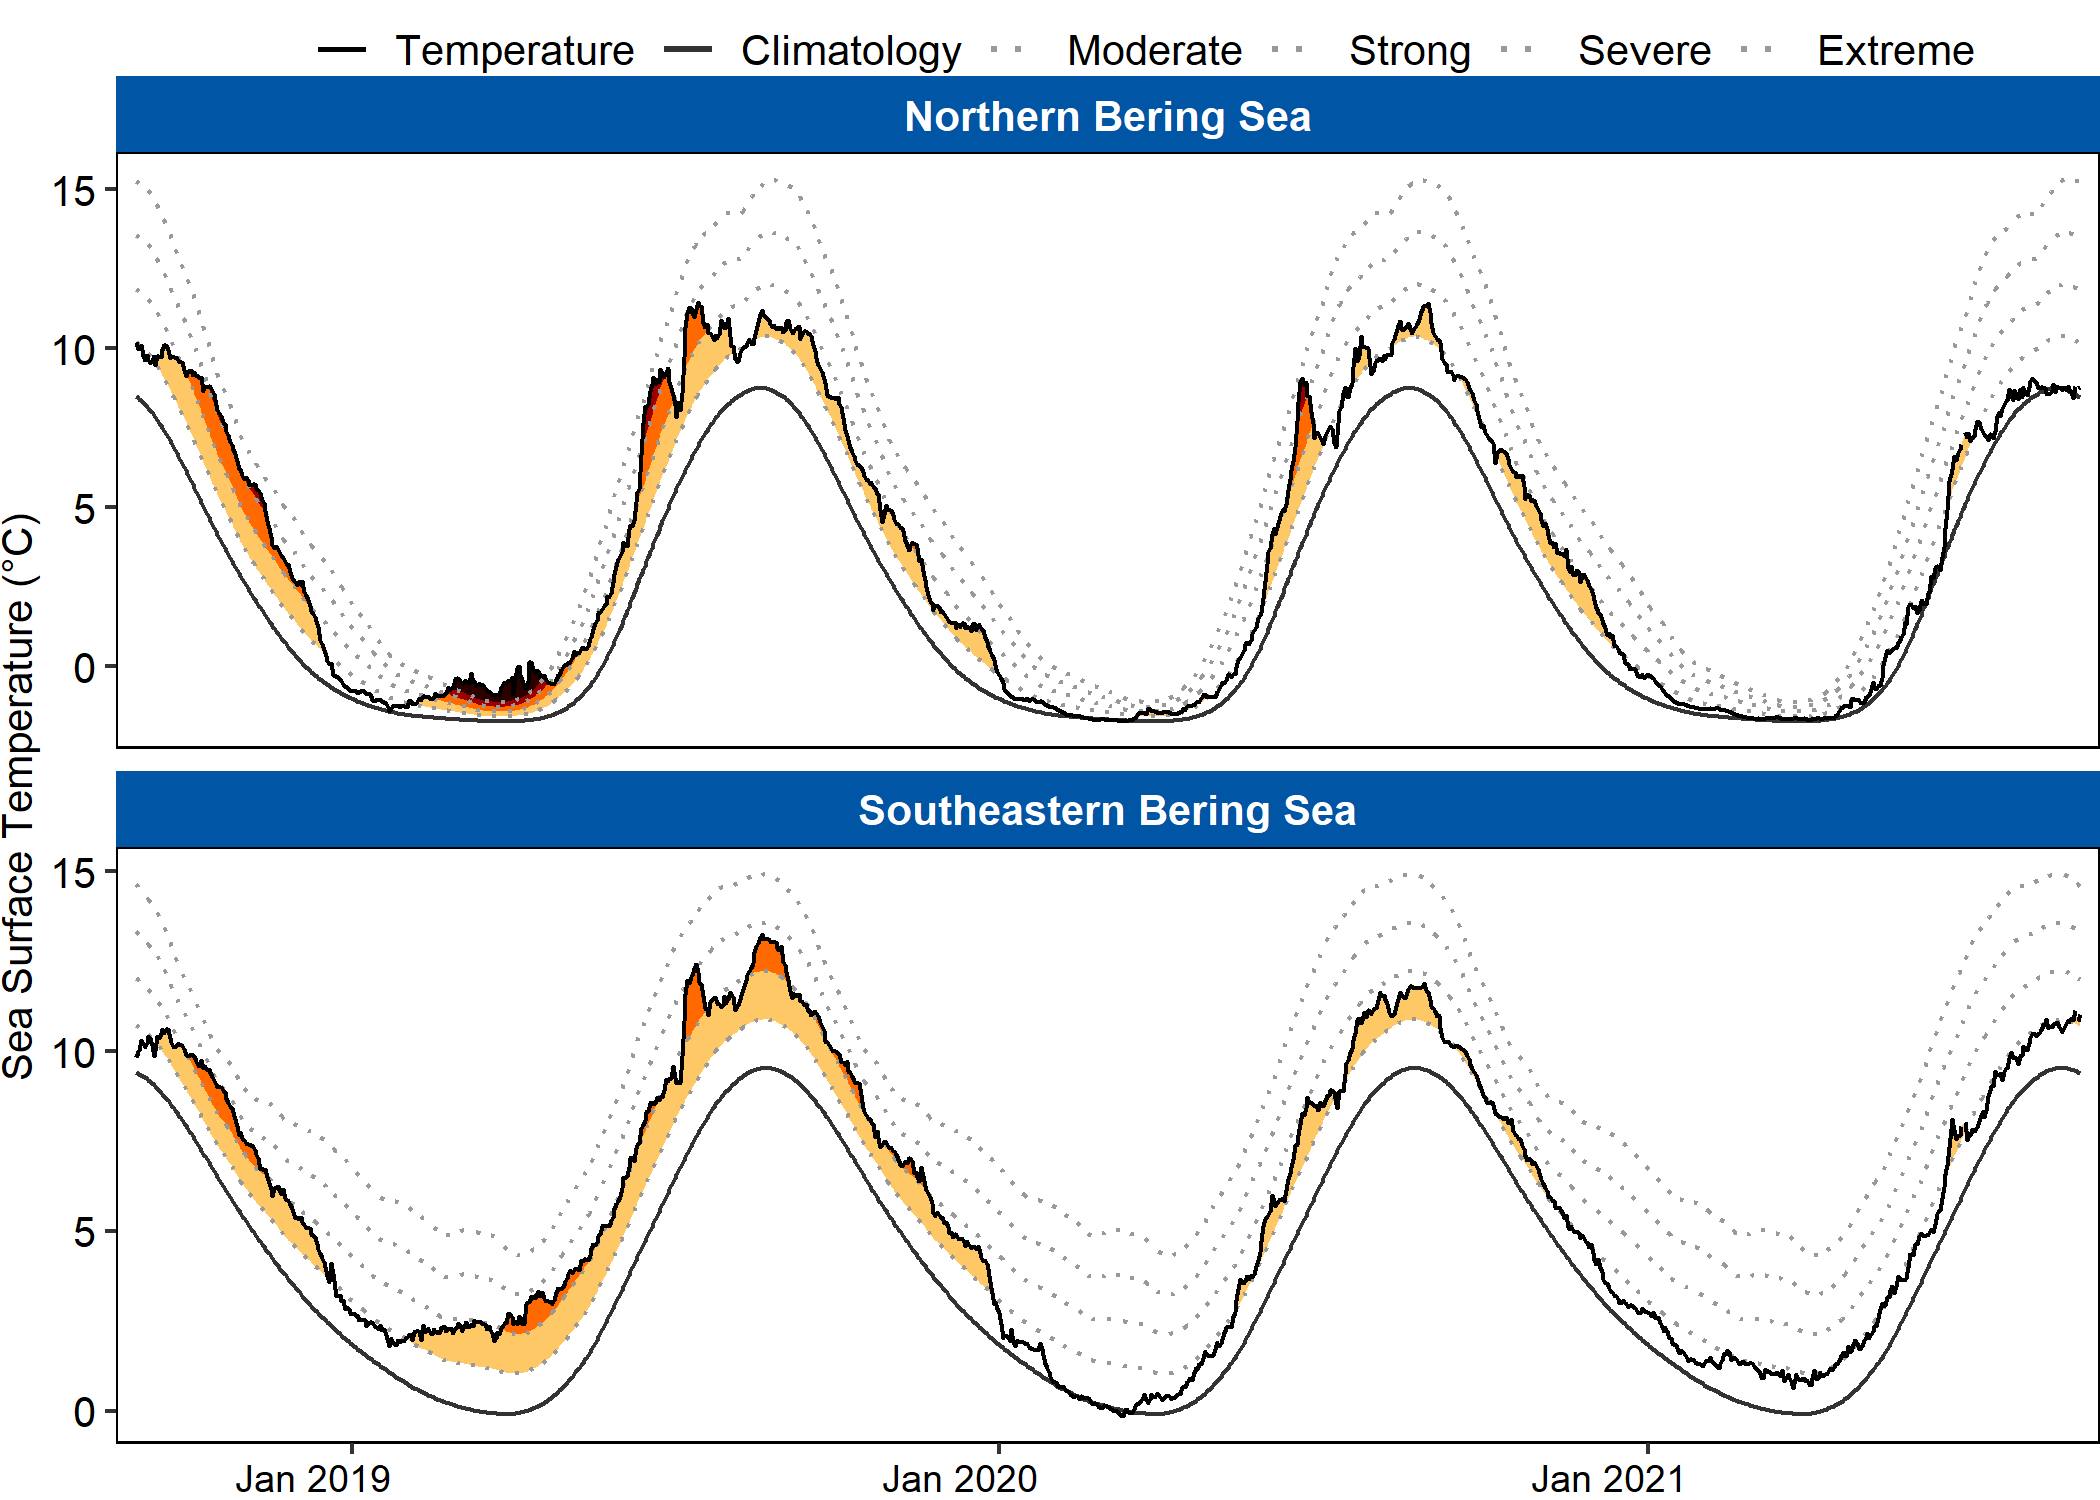 Temperature Climatology Moderate Strong Severe Extreme
Northern Bering Sea
15
10
5
0
Sea Surface Temperature (°C)
Southeastern Bering Sea
15
10
5
0
Jan 2019 Jan 2020 Jan 2021